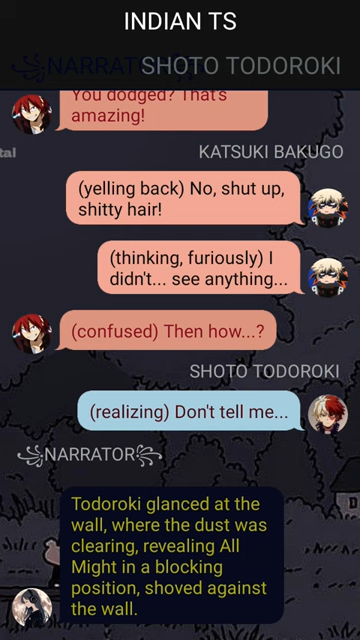 INDIAN TS
꧁NARRATOR꧂
SHOTO TODOROKI
You dodged? That's
amazing!
tal
KATSUKI BAKUGO
(yelling back) No, shut up,
shitty hair!
(thinking, furiously) I
didn't... see anything...
(confused) Then how...?
SHOTO TODOROKI
(realizing) Don't tell me...
꧁NARRATOR꧂
Todoroki glanced at the
wall, where the dust was
clearing, revealing All
Might in a blocking
position, shoved against
the wall.